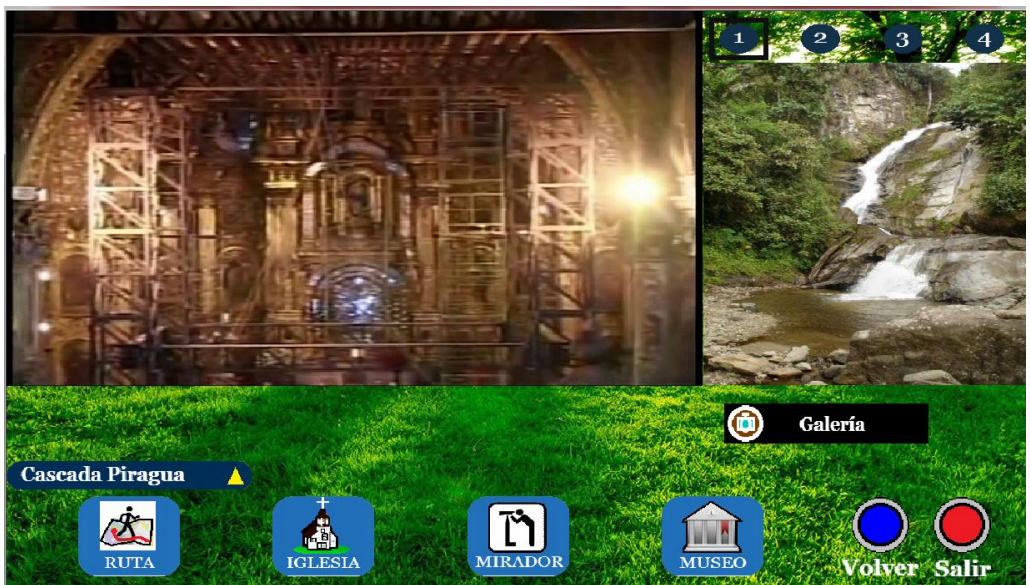 1 2 3 4
Galería
Cascada Piragua
RUTA IGLESIA MIRADOR MUSEO
Volver Salir